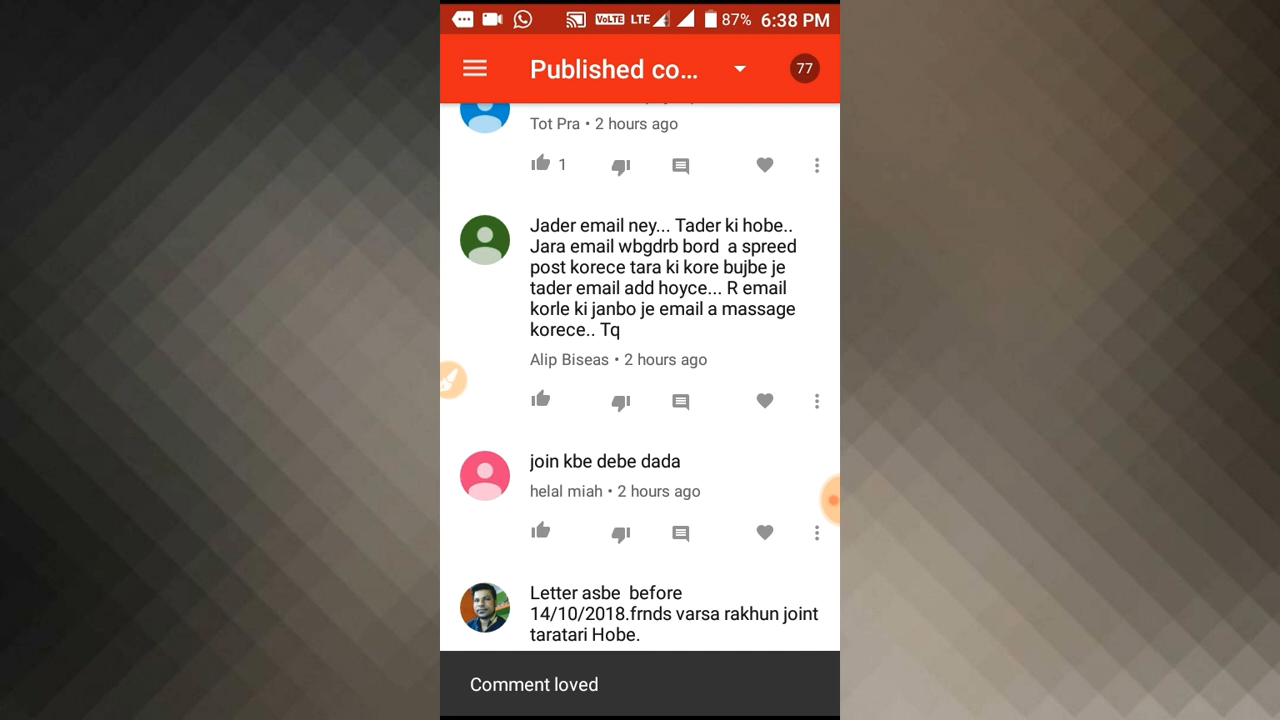 VoLTE LTE 87% 6:38 PM
Published co... 77
Tot Pra • 2 hours ago
1
Jader email ney... Tader ki hobe..
Jara email wbgdrb bord a spreed
post korece tara ki kore bujbe je
tader email add hoyce... R email
korle ki janbo je email a massage
korece.. Tq
Alip Biseas • 2 hours ago
join kbe debe dada
helal miah • 2 hours ago
Letter asbe before
14/10/2018.frnds varsa rakhun joint
taratari Hobe.
Comment loved